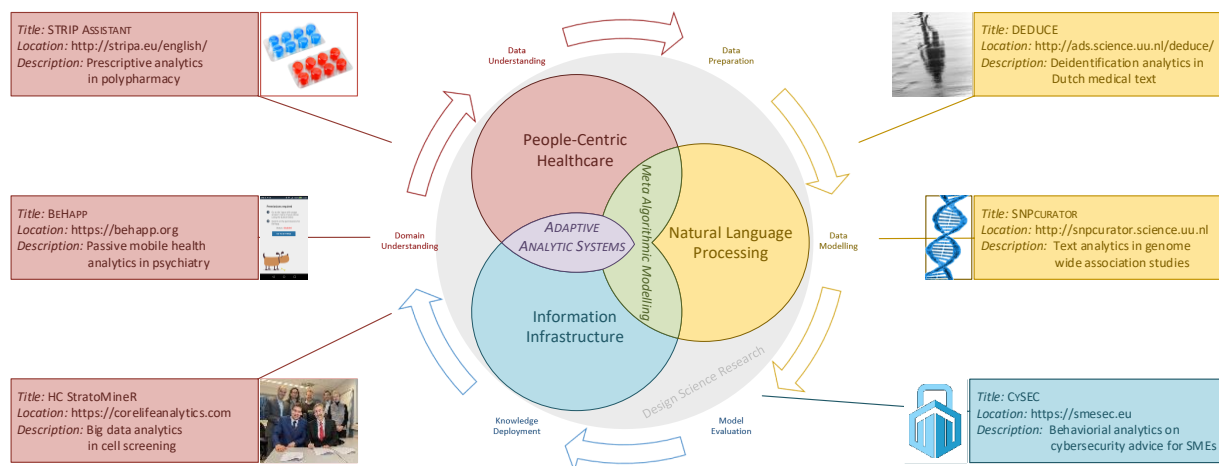 Title: STRIP ASSISTANT
Location: http://stripa.eu/english/
Description: Prescriptive analytics
in polypharmacy
Title: BEHAPP
Location: https://behapp.org
Description: Passive mobile health
analytics in psychiatry
Title: HC StratoMineR
Location: https://corelifeanalytics.com
Description: Big data analytics
in cell screening
Data
Understanding
Data
Preparation
Domain
Understanding
Data
Modelling
Knowledge
Deployment
Model
Evaluation
People-Centric
Healthcare
Meta Algorithmic Modelling
ADAPTIVE
ANALYTIC SYSTEMS
Natural Language
Processing
Information
Infrastructure
Design Science Research
Title: DEDUCE
Location: http://ads.science.uu.nl/deduce/
Description: Deidentification analytics in
Dutch medical text
Title: SNPCURATOR
Location: http://snpcurator.science.uu.nl
Description: Text analytics in genome
wide association studies
Title: CYSEC
Location: https://smesec.eu
Description: Behaviorial analytics on
cybersecurity advice for SMEs